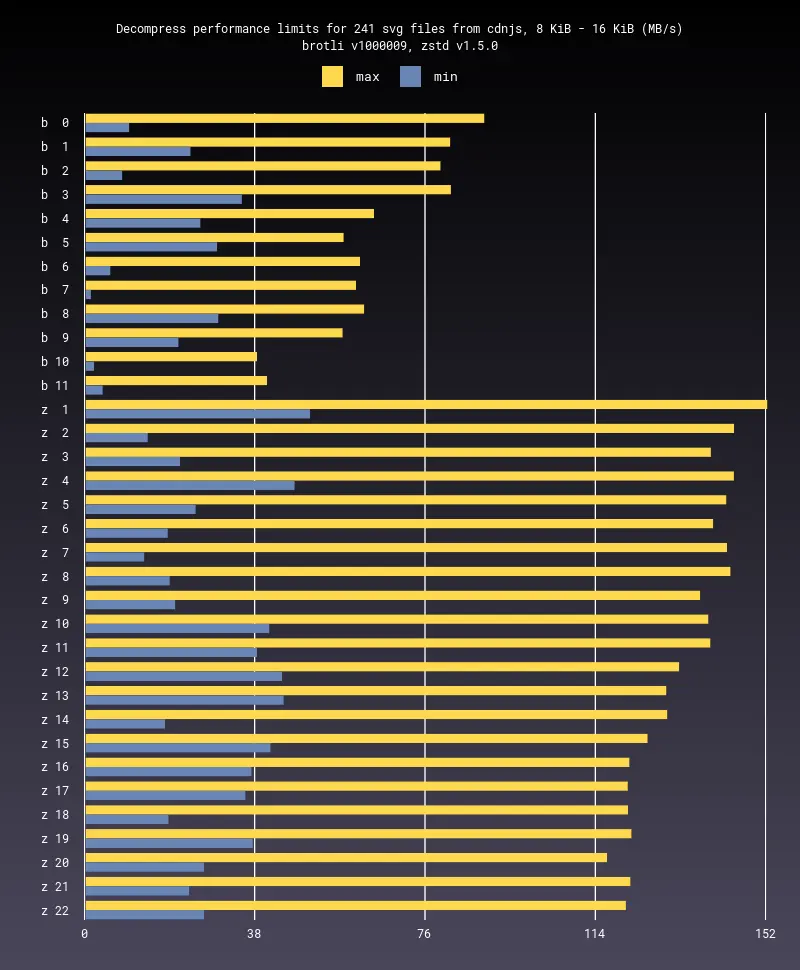 Decompress performance limits for 241 svg files from cdnjs, 8 KiB - 16 KiB (MB/s)
brotli v1000009, zstd v1.5.0
max min
b 0
b 1
b 2
b 3
b 4
b 5
b 6
b 7
b 8
b 9
b 10
b 11
z 1
z 2
z 3
z 4
z 5
z 6
z 7
z 8
z 9
z 10
z 11
z 12
z 13
z 14
z 15
z 16
z 17
z 18
z 19
z 20
z 21
z 22
0 38 76 114 152